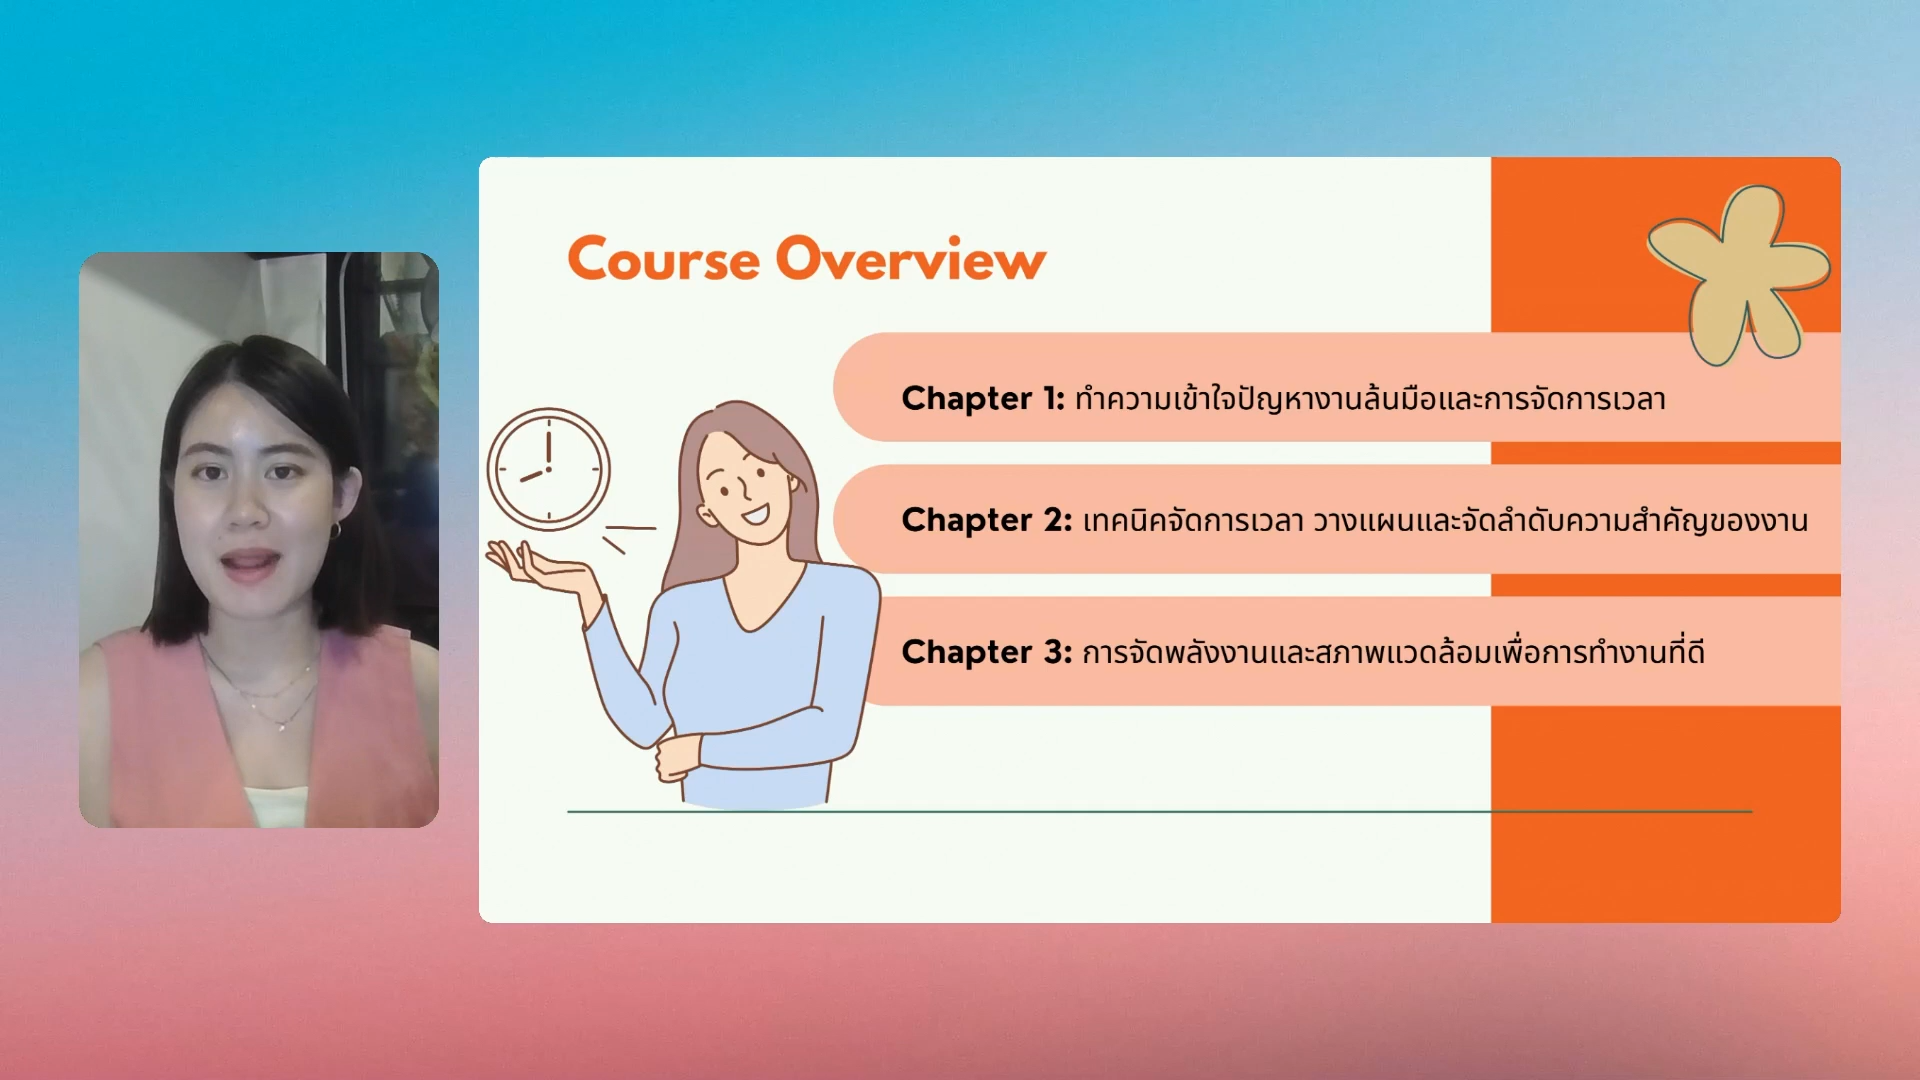 Course Overview
Chapter 1: ทำความเข้าใจปัญหางานล้นมือและการจัดการเวลา
Chapter 2: เทคนิคจัดการเวลา วางแผนและจัดลำดับความสำคัญของงาน
Chapter 3: การจัดพลังงานและสภาพแวดล้อมเพื่อการทำงานที่ดี